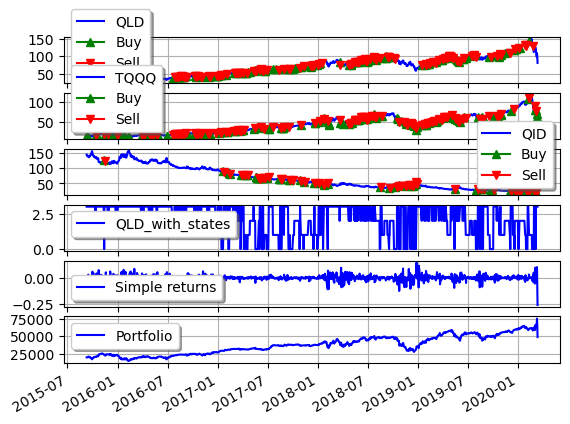 QLD
Buy
Sell
150
100
50
TQQQ
Buy
Sell
100
50
QID
Buy
Sell
150
100
50
QLD_with_states
2.5
0.0
Simple returns
0.00
−0.25
Portfolio
75000
50000
25000
2015-07 2016-01 2016-07 2017-01 2017-07 2018-01 2018-07 2019-01 2019-07 2020-01